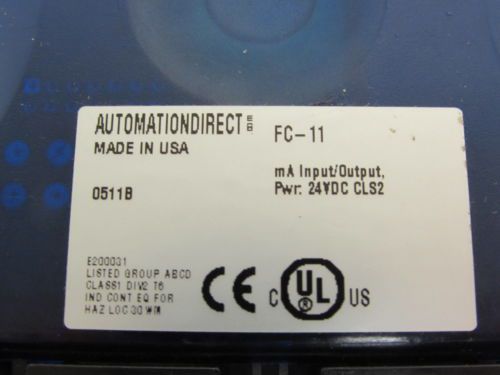 AUTOMATIONDIRECT FC-11
MADE IN USA
mA Input/Output,
0511B Pwr: 24VDC CLS2
E200031
LISTED GROUP ABCD
CLASS1 DIV2 T6
IND CONT EQ FOR
HAZ LOC 30 WM
CE C UL ® US